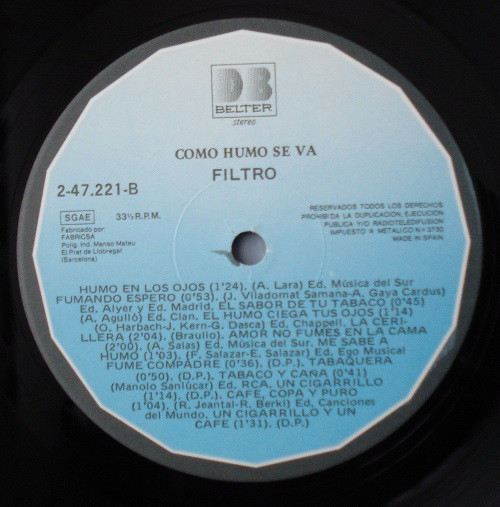 DB
BELTER
stereo
COMO HUMO SE VA
FILTRO
2-47.221-B
SGAE 33⅓ R.P.M.
Fabricado por:
FABRICSA
Polig. Ind. Manso Mateu
El Prat de Llobregat
(Barcelona)
RESERVADOS TODOS LOS DERECHOS
PROHIBIDA LA DUPLICACION, EJECUCION
PUBLICA Y/O RADIOTELEDIFUSION
IMPUESTO A METALICO N.º 3730
MADE IN SPAIN
HUMO EN LOS OJOS (1'24). (A. Lara) Ed. Música del Sur
FUMANDO ESPERO (0'53). (J. Viladomat Samana-A. Gaya Cardus)
Ed. Alyer y Ed. Madrid, EL SABOR DE TU TABACO (0'45)
(A. Agulló) Ed. Clan. EL HUMO CIEGA TUS OJOS (1'14)
(O. Harbach-J. Kern-G. Dasca) Ed. Chappell. LA CERI-
LLERA (2'04). (Braulio). AMOR NO FUMES EN LA CAMA
(2'00). (A. Salas) Ed. Música del Sur. ME SABE A
HUMO (1'03). (F. Salazar-E. Salazar) Ed. Ego Musical
FUME COMPADRE (0'36). (D.P.). TABAQUERA
(0'50). (D.P.). TABACO Y CAÑA (0'41)
(Manolo Sanlúcar) Ed. RCA, UN CIGARRILLO
(1'14). (D.P.). CAFE, COPA Y PURO
(1'04). (R. Jeantal-R. Berki) Ed. Canciones
del Mundo. UN CIGARRILLO Y UN
CAFE (1'31). (D.P.)